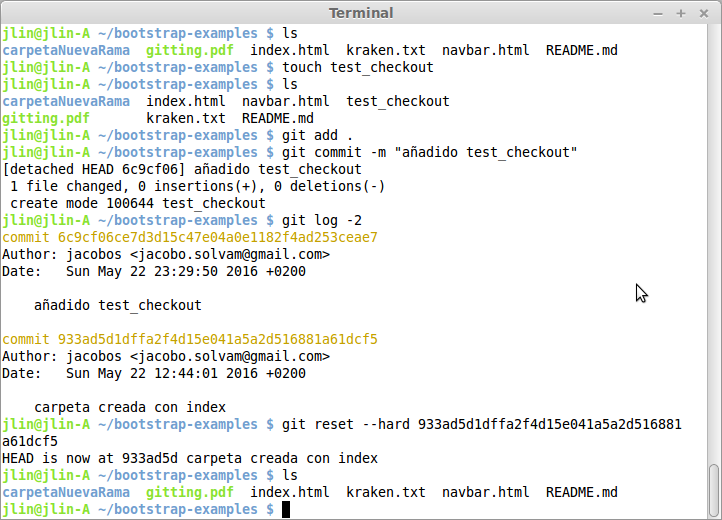 Terminal
jlin@jlin-A ~/bootstrap-examples $ ls
carpetaNuevaRama  gitting.pdf  index.html  kraken.txt  navbar.html  README.md
jlin@jlin-A ~/bootstrap-examples $ touch test_checkout
jlin@jlin-A ~/bootstrap-examples $ ls
carpetaNuevaRama  index.html  navbar.html  test_checkout
gitting.pdf       kraken.txt  README.md
jlin@jlin-A ~/bootstrap-examples $ git add .
jlin@jlin-A ~/bootstrap-examples $ git commit -m "añadido test_checkout"
[detached HEAD 6c9cf06] añadido test_checkout
 1 file changed, 0 insertions(+), 0 deletions(-)
 create mode 100644 test_checkout
jlin@jlin-A ~/bootstrap-examples $ git log -2
commit 6c9cf06ce7d3d15c47e04a0e1182f4ad253ceae7
Author: jacobos <jacobo.solvam@gmail.com>
Date:   Sun May 22 23:29:50 2016 +0200

    añadido test_checkout

commit 933ad5d1dffa2f4d15e041a5a2d516881a61dcf5
Author: jacobos <jacobo.solvam@gmail.com>
Date:   Sun May 22 12:44:01 2016 +0200

    carpeta creada con index
jlin@jlin-A ~/bootstrap-examples $ git reset --hard 933ad5d1dffa2f4d15e041a5a2d516881
a61dcf5
HEAD is now at 933ad5d carpeta creada con index
jlin@jlin-A ~/bootstrap-examples $ ls
carpetaNuevaRama  gitting.pdf  index.html  kraken.txt  navbar.html  README.md
jlin@jlin-A ~/bootstrap-examples $